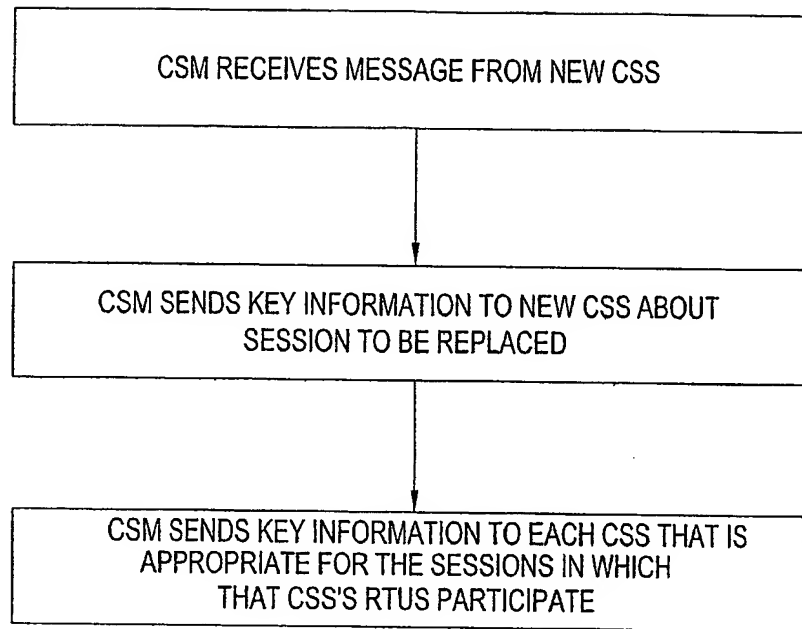 CSM RECEIVES MESSAGE FROM NEW CSS
CSM SENDS KEY INFORMATION TO NEW CSS ABOUT
SESSION TO BE REPLACED
CSM SENDS KEY INFORMATION TO EACH CSS THAT IS
APPROPRIATE FOR THE SESSIONS IN WHICH
THAT CSS'S RTUS PARTICIPATE